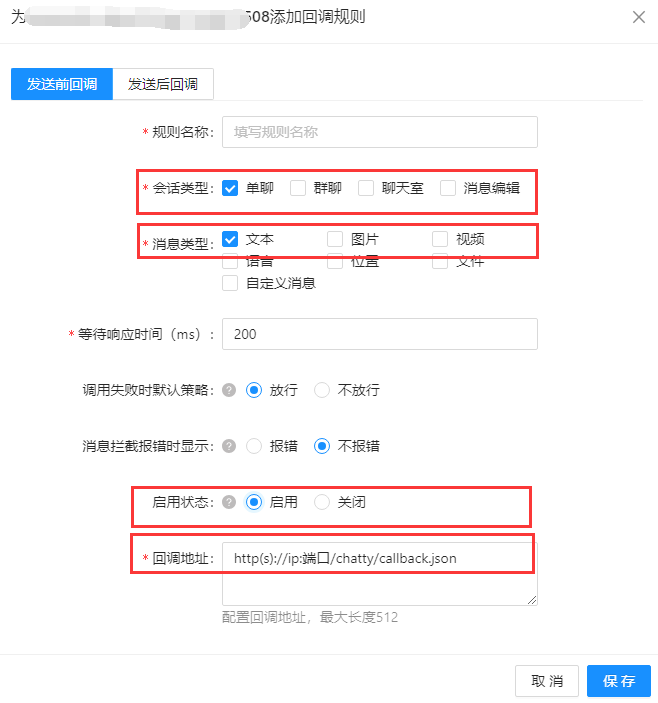 为508添加回调规则
发送前回调 发送后回调
* 规则名称: 填写规则名称
* 会话类型: 单聊 群聊 聊天室 消息编辑
* 消息类型: 文本 图片 视频
语音 位置 文件
自定义消息
* 等待响应时间（ms）: 200
调用失败时默认策略: ? 放行 不放行
消息拦截报错时显示: ? 报错 不报错
启用状态: ? 启用 关闭
* 回调地址: http(s)://ip:端口/chatty/callback.json
配置回调地址，最大长度512
取 消 保 存